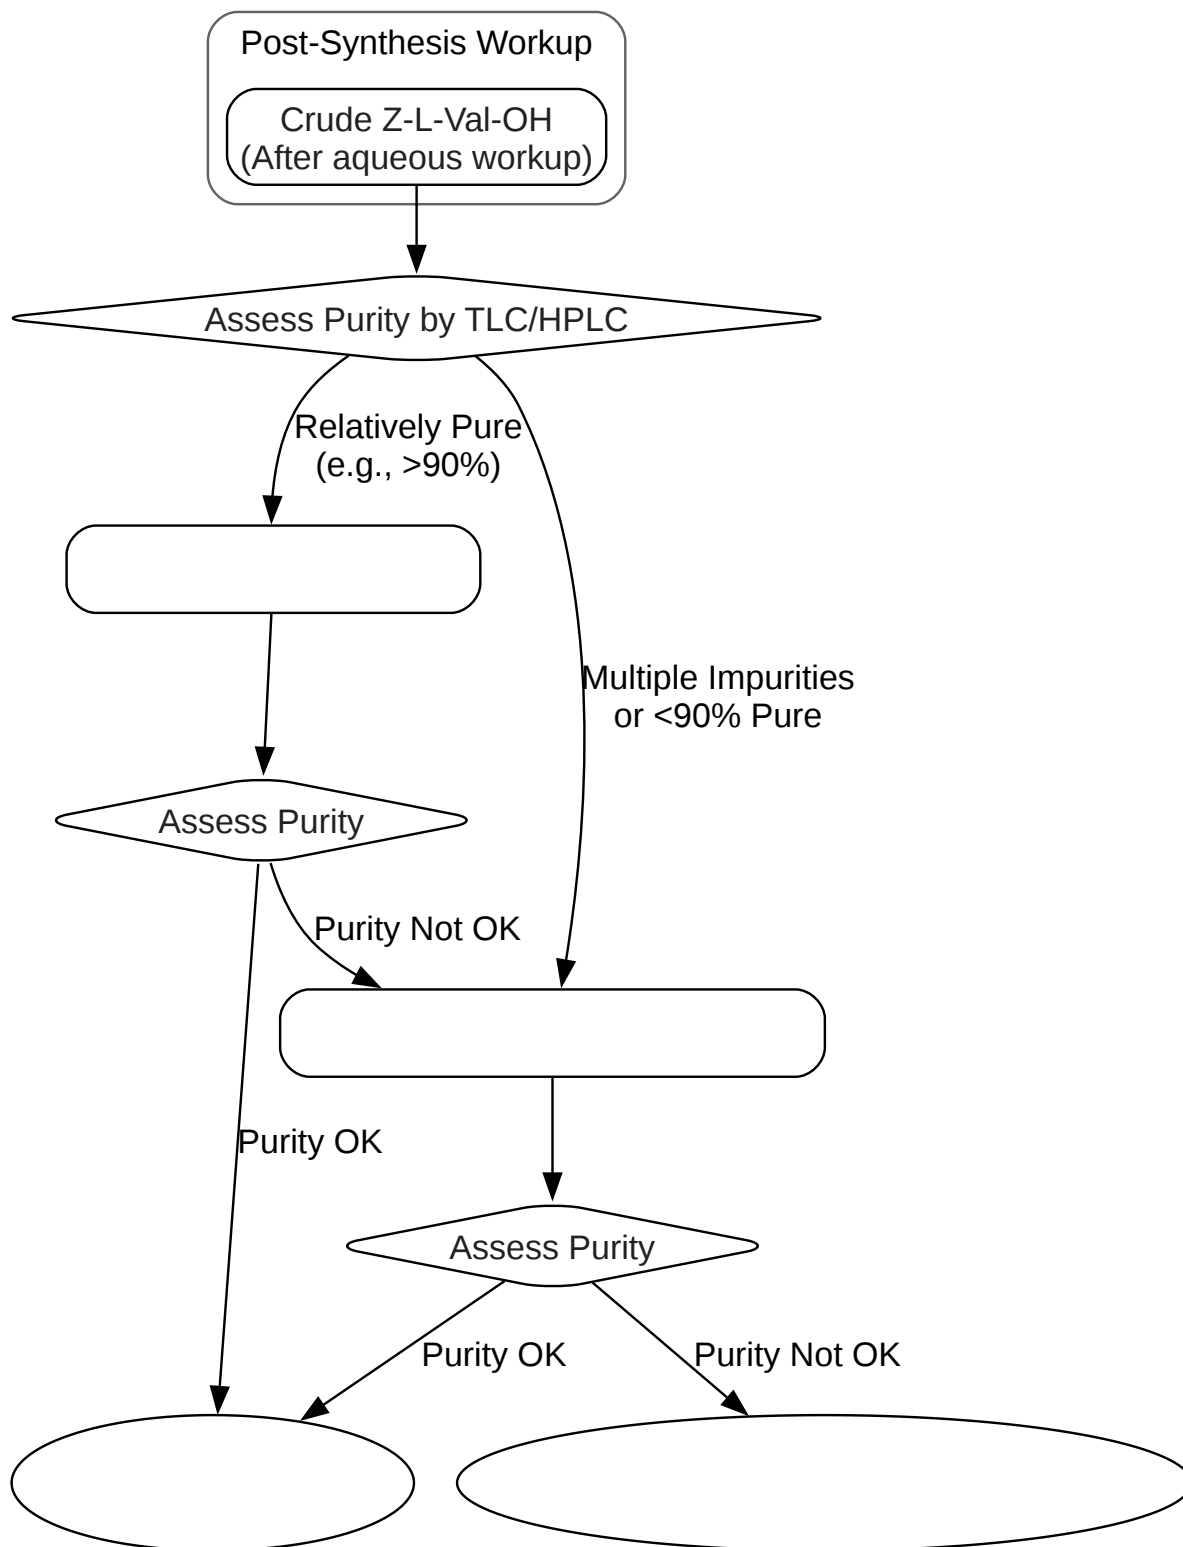 Post-Synthesis Workup
Crude Z-L-Val-OH
(After aqueous workup)
Assess Purity by TLC/HPLC
Relatively Pure
(e.g., >90%)
Multiple Impurities
or <90% Pure
Assess Purity
Purity Not OK
Purity OK
Assess Purity
Purity OK
Purity Not OK